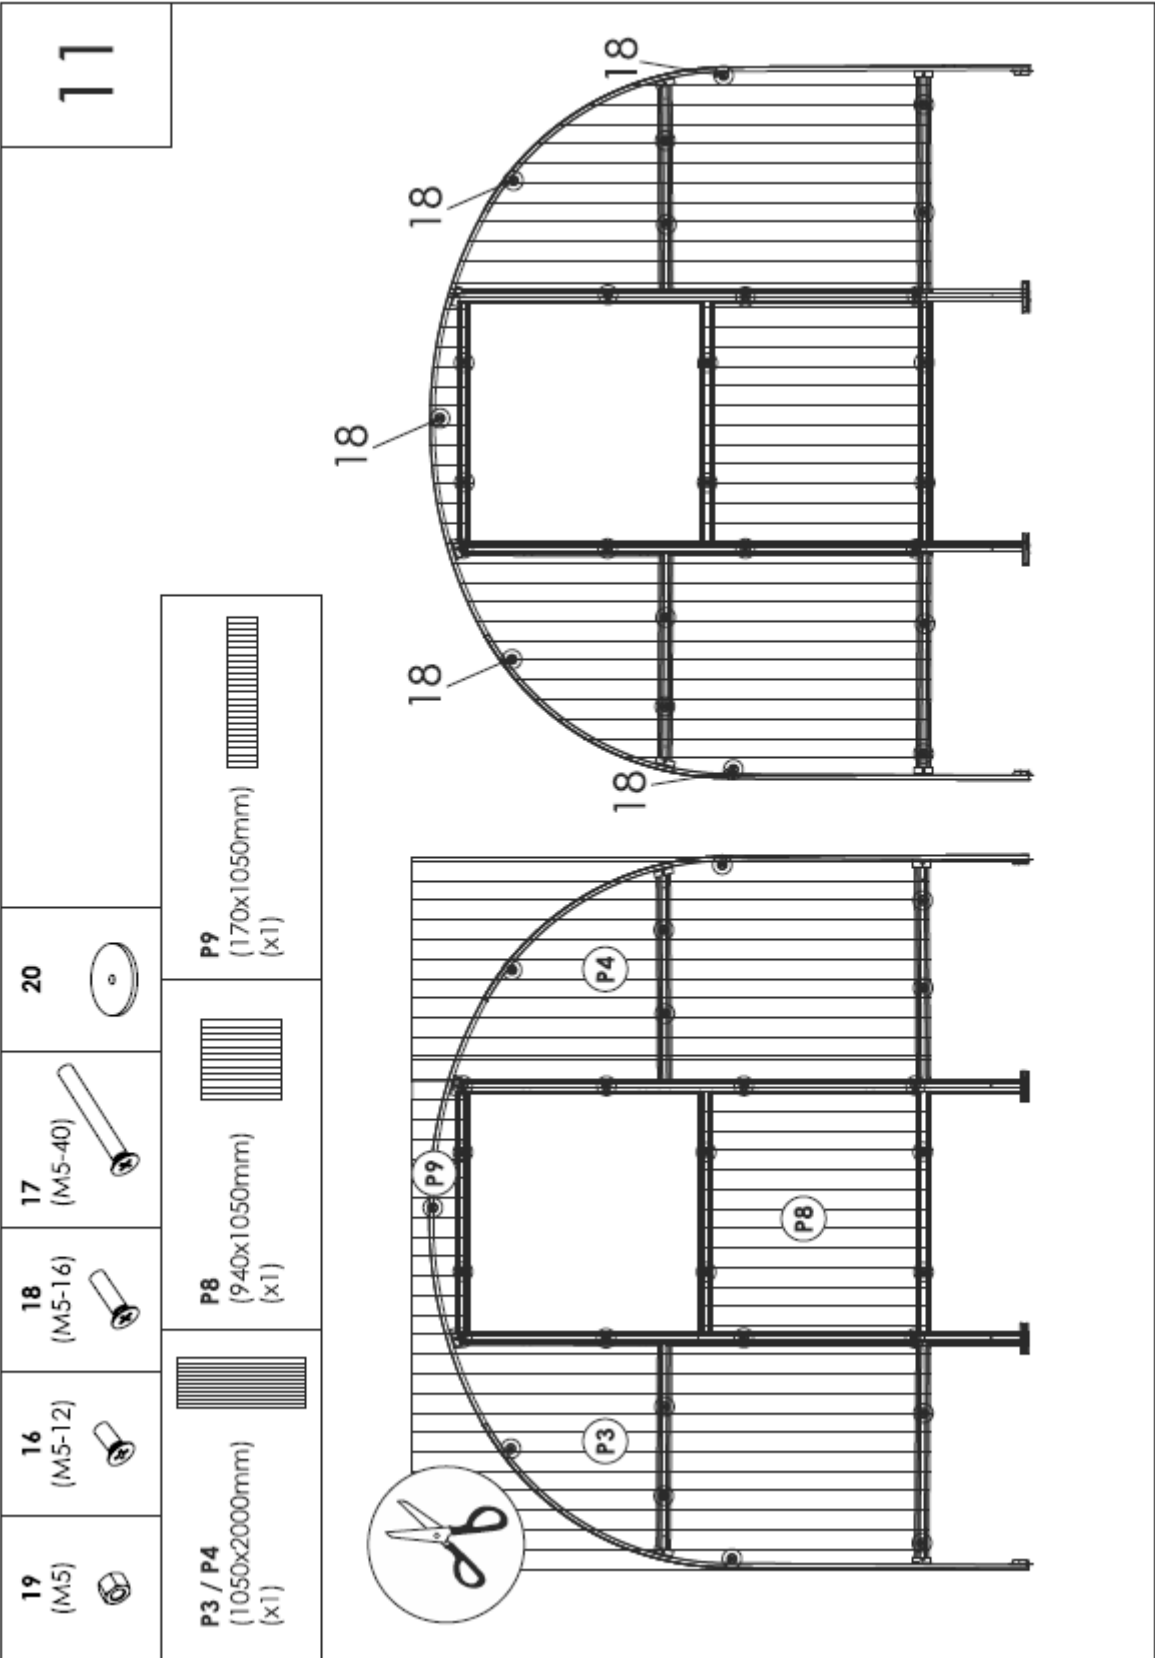 11
19
(M5)
16
(M5-12)
18
(M5-16)
17
(M5-40)
20
P3 / P4
(1050x2000mm)
(x1)
P8
(940x1050mm)
(x1)
P9
(170x1050mm)
(x1)
P3
P9
P8
P4
18
18
18
18
18